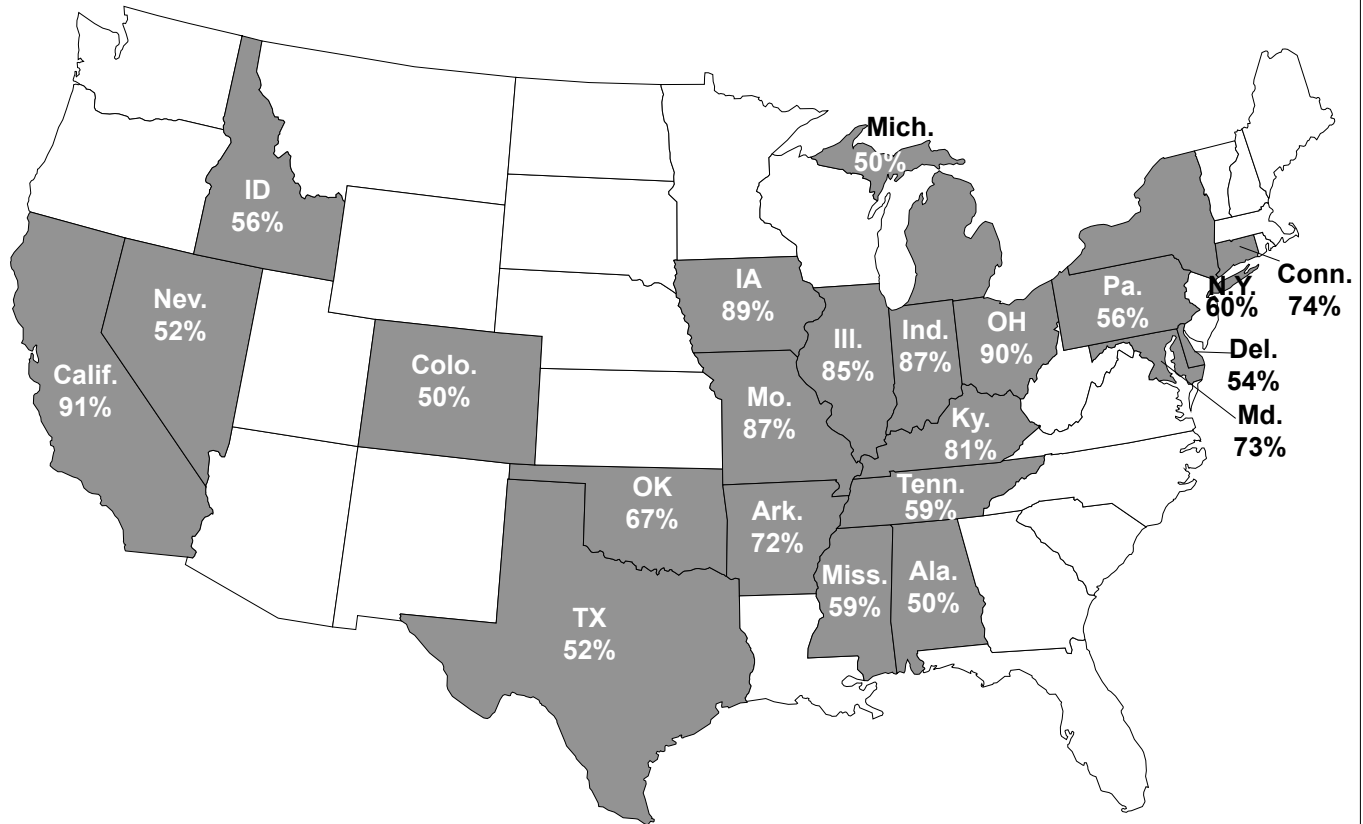 Mich.
50%
ID
56%
Nev.
52%
Calif.
91%
Colo.
50%
IA
89%
Ill.
85%
Ind.
87%
OH
90%
Pa.
56%
N.Y.
60%
Conn.
74%
Del.
54%
Md.
73%
Mo.
87%
Ky.
81%
OK
67%
Ark.
72%
Tenn.
59%
Miss.
59%
Ala.
50%
TX
52%